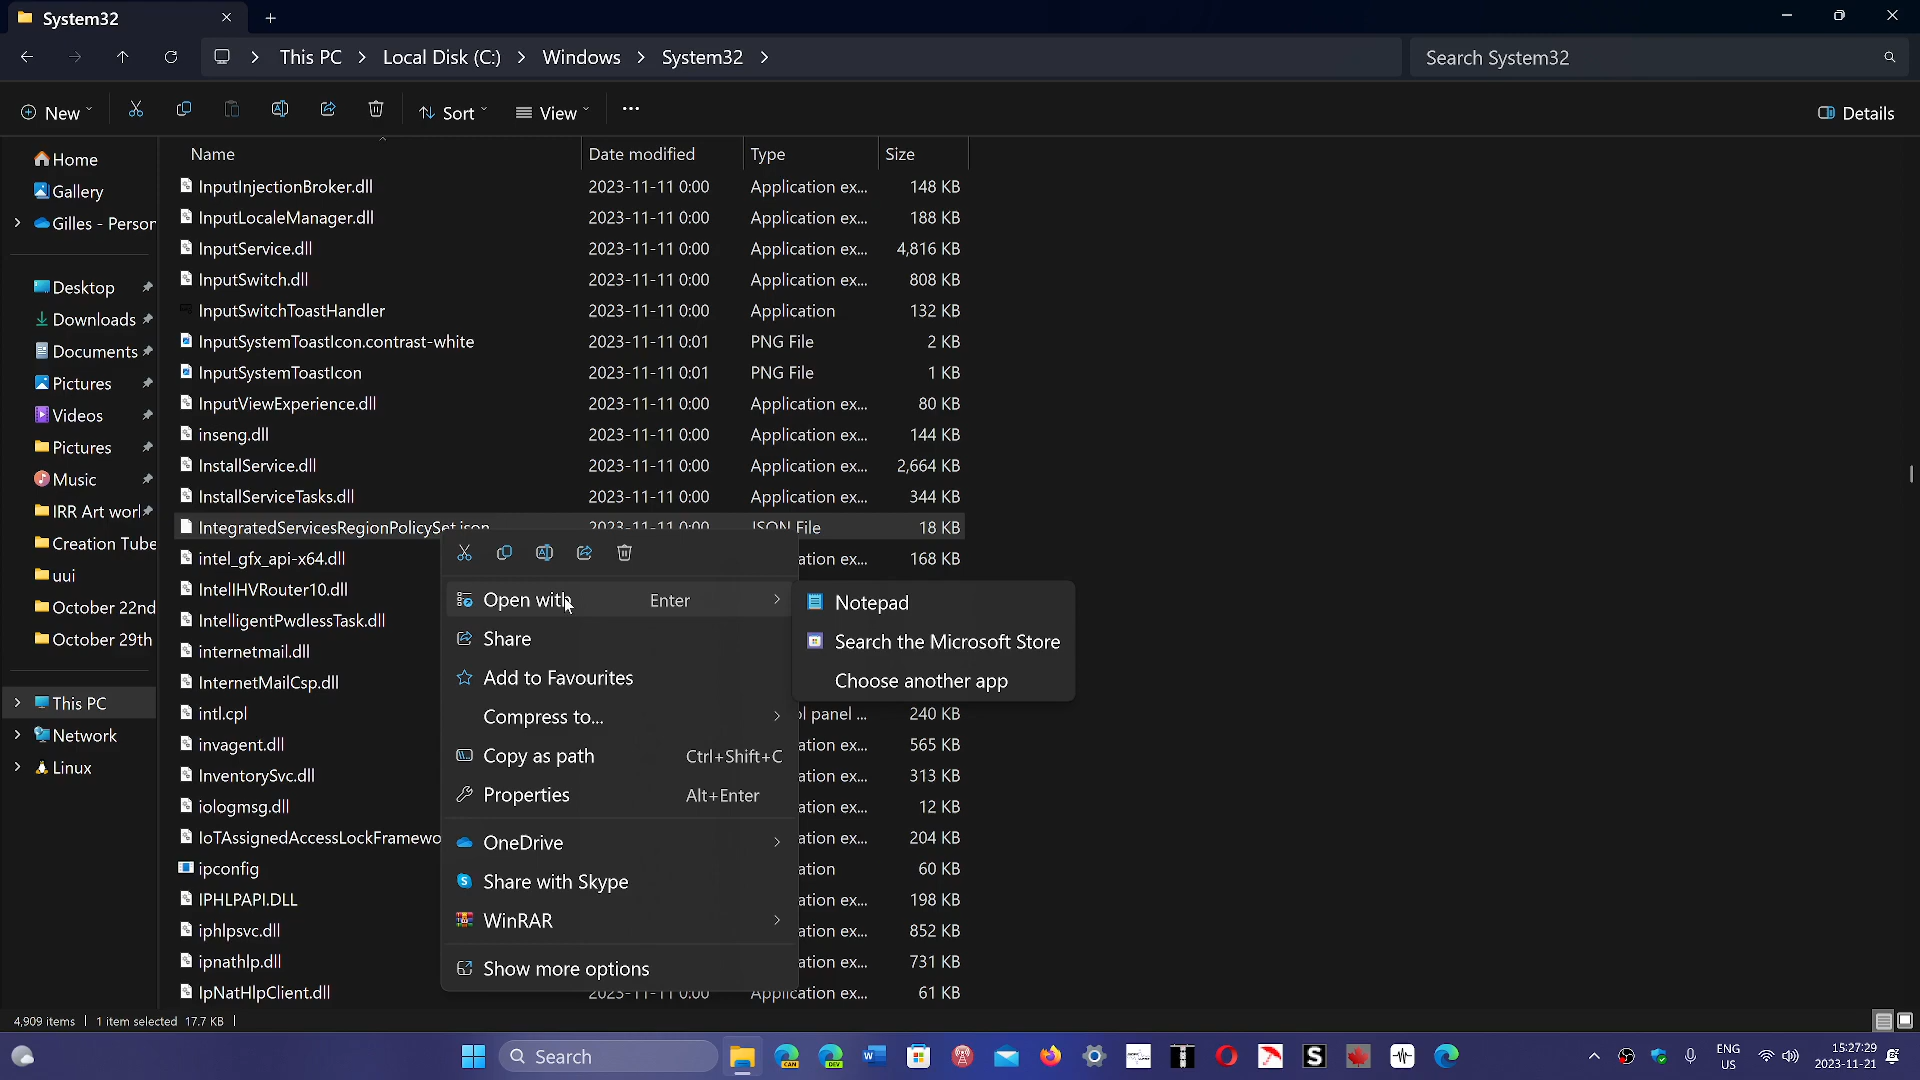 System32
This PC > Local Disk (C:) > Windows > System32 >
Search System32
New
Sort
View
Details
Name Date modified Type Size
Home
Gallery
Gilles - Person
Desktop
Downloads
Documents
Pictures
Videos
Pictures
Music
IRR Art worl
Creation Tube
uui
October 22nd
October 29th
This PC
Network
Linux
InputInjectionBroker.dll 2023-11-11 0:00 Application ex... 148 KB
InputLocaleManager.dll 2023-11-11 0:00 Application ex... 188 KB
InputService.dll 2023-11-11 0:00 Application ex... 4,816 KB
InputSwitch.dll 2023-11-11 0:00 Application ex... 808 KB
InputSwitchToastHandler 2023-11-11 0:00 Application 132 KB
InputSystemToastIcon.contrast-white 2023-11-11 0:01 PNG File 2 KB
InputSystemToastIcon 2023-11-11 0:01 PNG File 1 KB
InputViewExperience.dll 2023-11-11 0:00 Application ex... 80 KB
inseng.dll 2023-11-11 0:00 Application ex... 144 KB
InstallService.dll 2023-11-11 0:00 Application ex... 2,664 KB
InstallServiceTasks.dll 2023-11-11 0:00 Application ex... 344 KB
IntegratedServicesRegionPolicySet.json 2023-11-11 0:00 JSON File 18 KB
intel_gfx_api-x64.dll ation ex... 168 KB
IntelIHVRouter10.dll
IntelligentPwdlessTask.dll
internetmail.dll
InternetMailCsp.dll
intl.cpl ol panel ... 240 KB
invagent.dll ation ex... 565 KB
InventorySvc.dll ation ex... 313 KB
iologmsg.dll ation ex... 12 KB
IoTAssignedAccessLockFramewo ation ex... 204 KB
ipconfig ation 60 KB
IPHLPAPI.DLL ation ex... 198 KB
iphlpsvc.dll ation ex... 852 KB
ipnathlp.dll ation ex... 731 KB
IpNatHlpClient.dll 2023-11-11 0:00 Application ex... 61 KB
Open with Enter
Share
Add to Favourites
Compress to...
Copy as path Ctrl+Shift+C
Properties Alt+Enter
OneDrive
Share with Skype
WinRAR
Show more options
Notepad
Search the Microsoft Store
Choose another app
4,909 items | 1 item selected 17.7 KB |
Search
CAN
DEV
ENG
US
15:27:29
2023-11-21